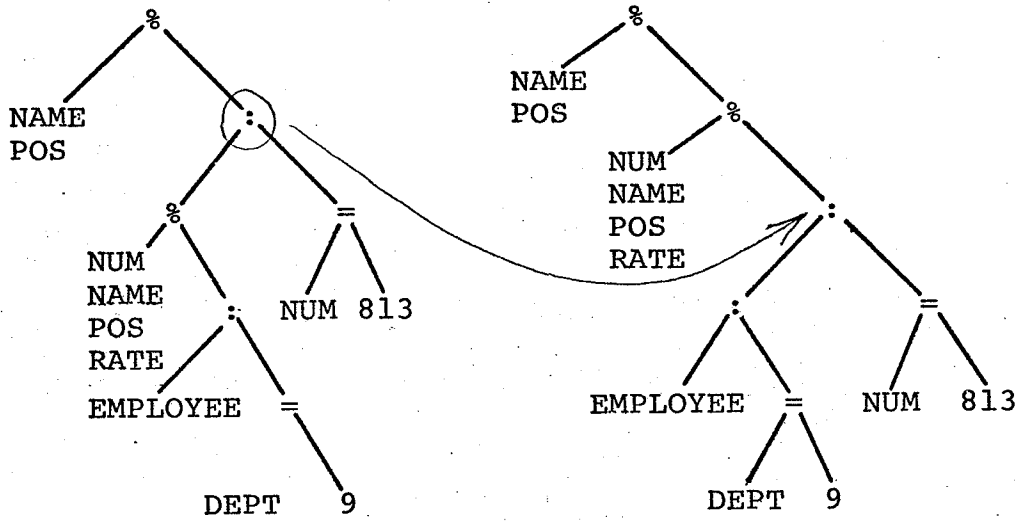 %
NAME
POS
:
%
=
NUM
NAME
POS
RATE
:
NUM 813
EMPLOYEE =
DEPT 9
%
NAME
POS
%
NUM
NAME
POS
RATE
:
:
=
EMPLOYEE =
NUM 813
DEPT 9